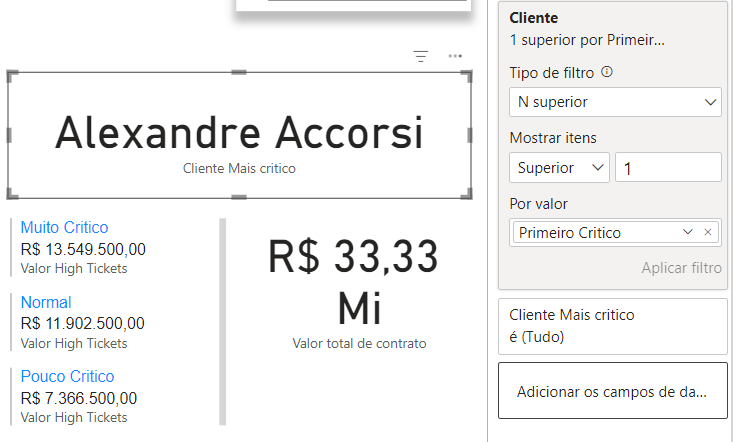 Alexandre Accorsi
Cliente Mais critico
Muito Critico
R$ 13.549.500,00
Valor High Tickets
Normal
R$ 11.902.500,00
Valor High Tickets
Pouco Critico
R$ 7.366.500,00
Valor High Tickets
R$ 33,33
Mi
Valor total de contrato
Cliente
1 superior por Primeir...
Tipo de filtro
N superior
Mostrar itens
Superior 1
Por valor
Primeiro Critico
Aplicar filtro
Cliente Mais critico
é (Tudo)
Adicionar os campos de da...